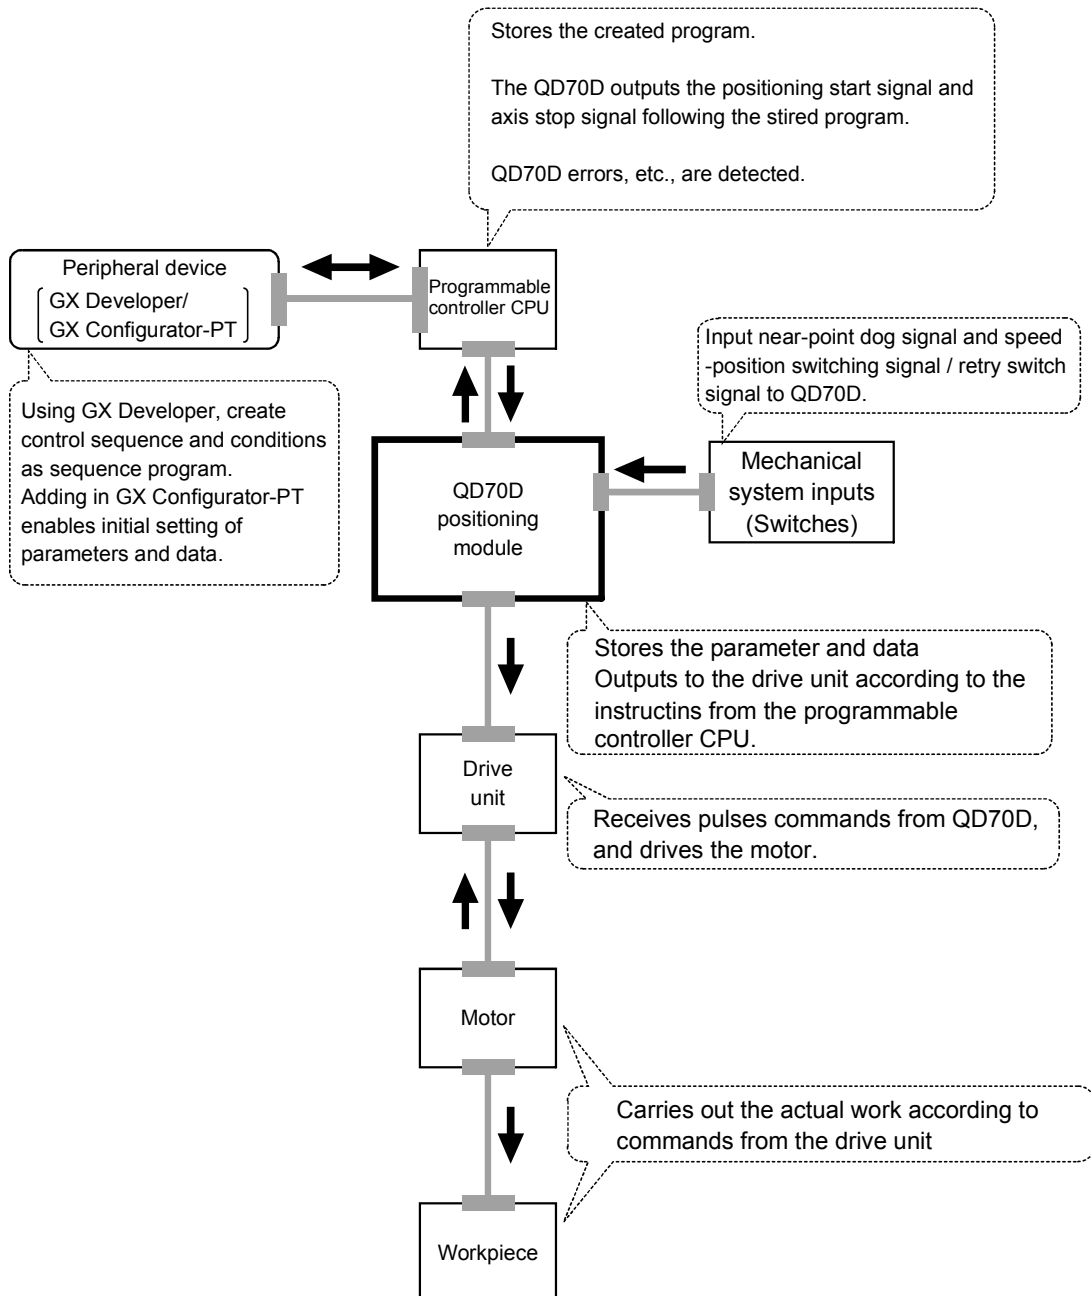 Stores the created program.
The QD70D outputs the positioning start signal and
axis stop signal following the stired program.
QD70D errors, etc., are detected.
Peripheral device
GX Developer/
GX Configurator-PT
Programmable
controller CPU
Input near-point dog signal and speed
-position switching signal / retry switch
signal to QD70D.
Using GX Developer, create
control sequence and conditions
as sequence program.
Adding in GX Configurator-PT
enables initial setting of
parameters and data.
QD70D
positioning
module
Mechanical
system inputs
(Switches)
Stores the parameter and data
Outputs to the drive unit according to the
instructins from the programmable
controller CPU.
Drive
unit
Receives pulses commands from QD70D,
and drives the motor.
Motor
Carries out the actual work according to
commands from the drive unit
Workpiece